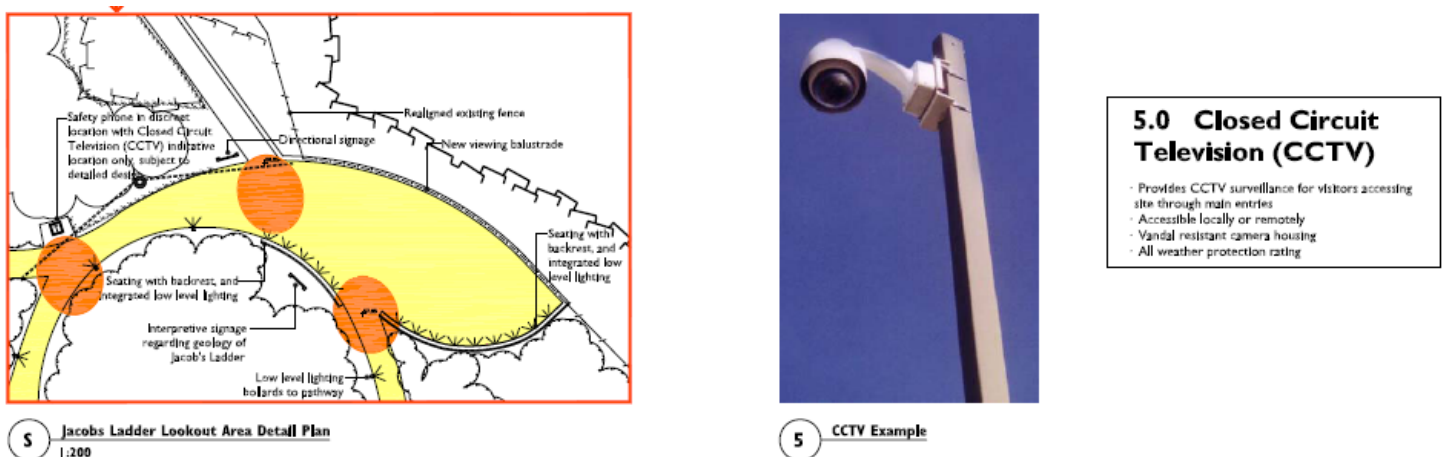 Safety phone in discreet
location with Closed Circuit
Television (CCTV) indicative
location only, subject to
detailed design
Directional signage
Realigned existing fence
New viewing balustrade
Seating with
backrest, and
integrated low
level lighting
Seating with backrest, and
integrated low level lighting
Interpretive signage
regarding geology of
Jacob's Ladder
Low level lighting
bollards to pathway
S
Jacobs Ladder Lookout Area Detail Plan
1:200
5
CCTV Example
5.0 Closed Circuit
Television (CCTV)
· Provides CCTV surveillance for visitors accessing
site through main entries
· Accessible locally or remotely
· Vandal resistant camera housing
· All weather protection rating